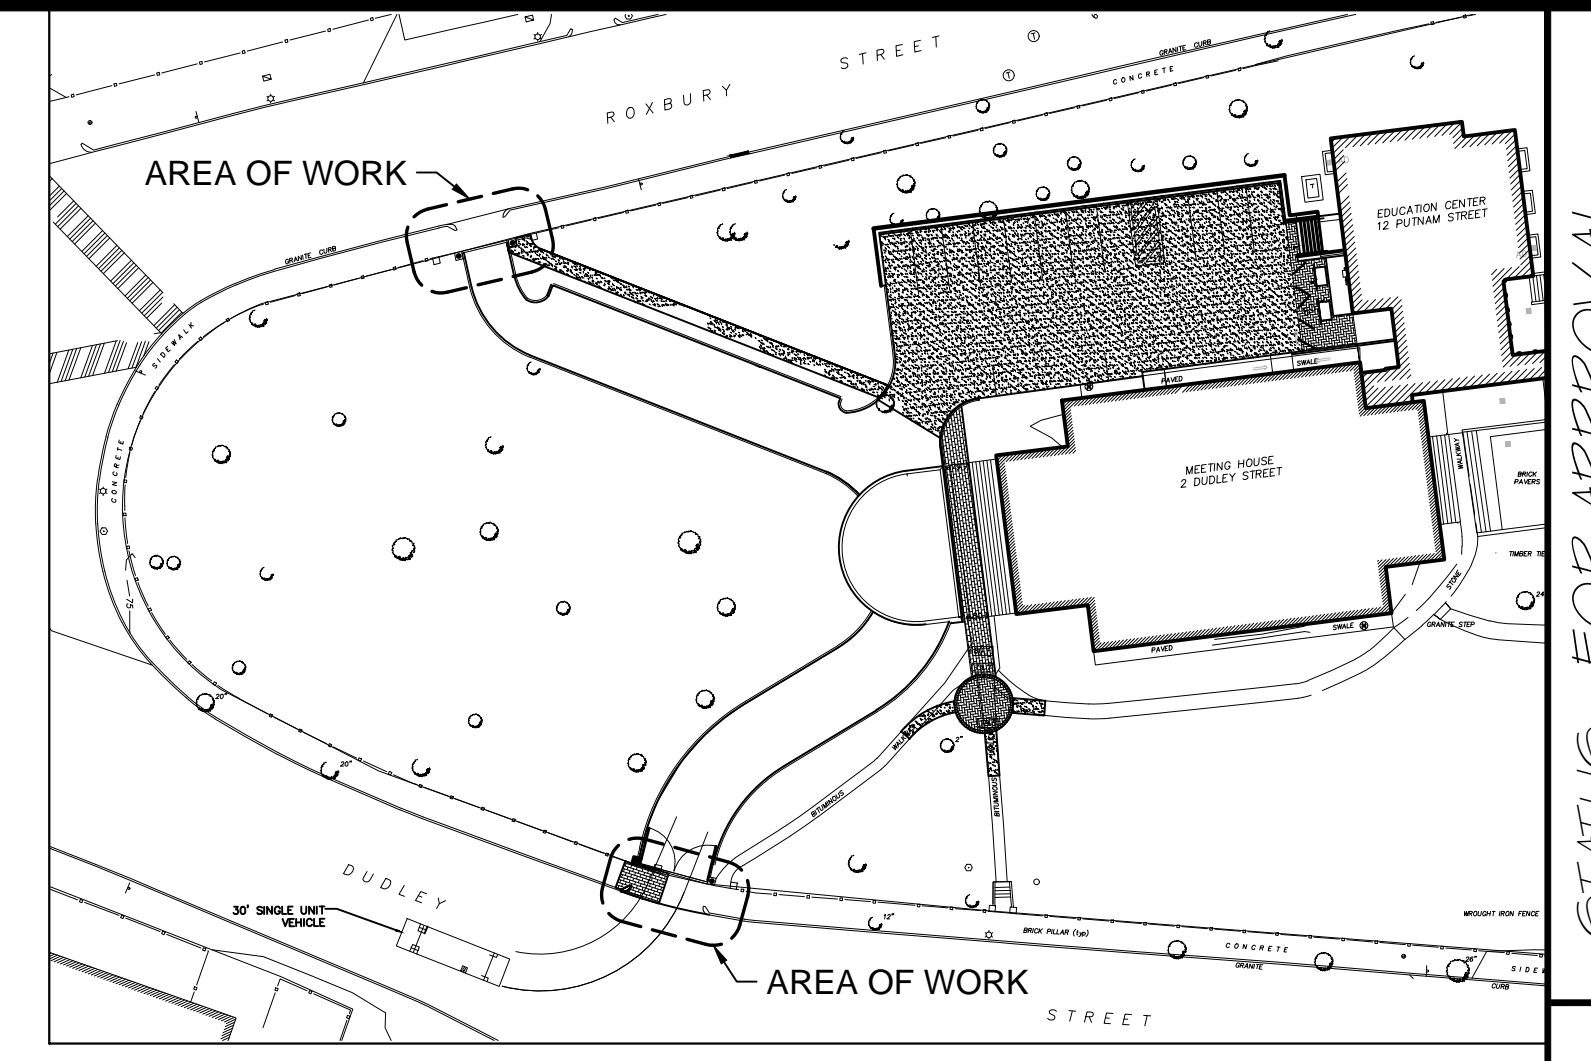 STREET
ROXBURY
GRANITE CURB
CONCRETE
T
T
AREA OF WORK
T
EDUCATION CENTER
12 PUTNAM STREET
GRANITE CURB
SIDEWALK
SWALE
PAVED
CONCRETE
WALKWAY
MEETING HOUSE
2 DUDLEY STREET
BRICK
PAVERS
TIMBER TIE
75
STONE
24
GRANITE STEP
SWALE
PAVED
20"
2"
WALK
20"
BITUMINOUS
BITUMINOUS
DUDLEY
30' SINGLE UNIT
VEHICLE
12"
WROUGHT IRON FENCE
BRICK PILLAR (typ)
CONCRETE
GRANITE
26"
SIDEW
CURB
AREA OF WORK
STREET
STATUS FOR APPROVAL